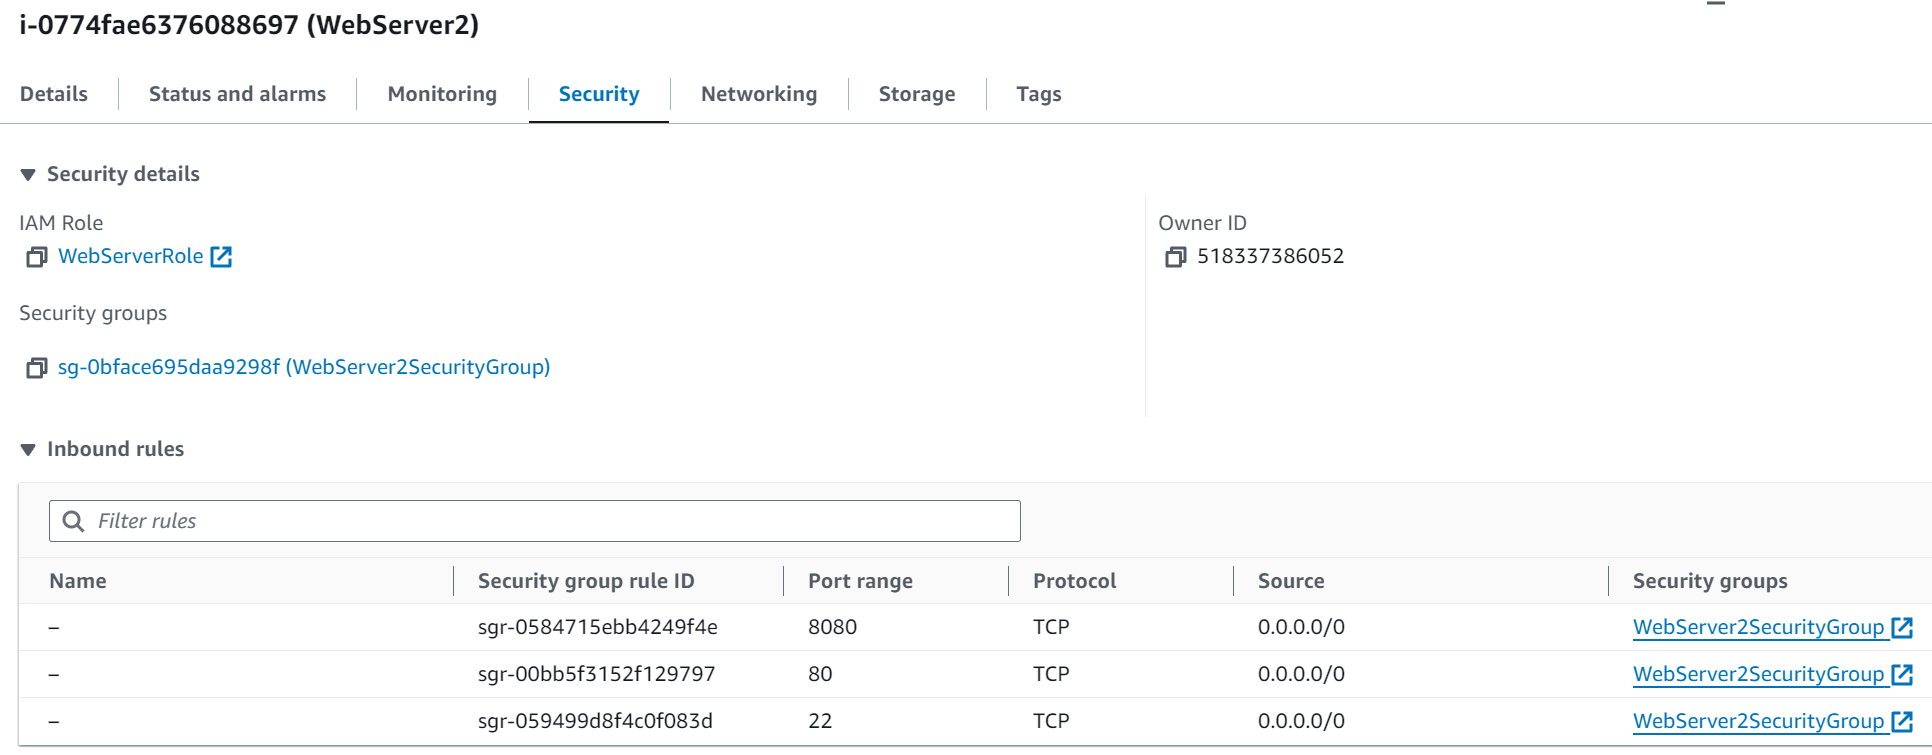 i-0774fae6376088697 (WebServer2)
Details Status and alarms Monitoring Security Networking Storage Tags
Security details
IAM Role Owner ID
WebServerRole 518337386052
Security groups
sg-0bface695daa9298f (WebServer2SecurityGroup)
Inbound rules
Filter rules
Name Security group rule ID Port range Protocol Source Security groups
– sgr-0584715ebb4249f4e 8080 TCP 0.0.0.0/0 WebServer2SecurityGroup
– sgr-00bb5f3152f129797 80 TCP 0.0.0.0/0 WebServer2SecurityGroup
– sgr-059499d8f4c0f083d 22 TCP 0.0.0.0/0 WebServer2SecurityGroup